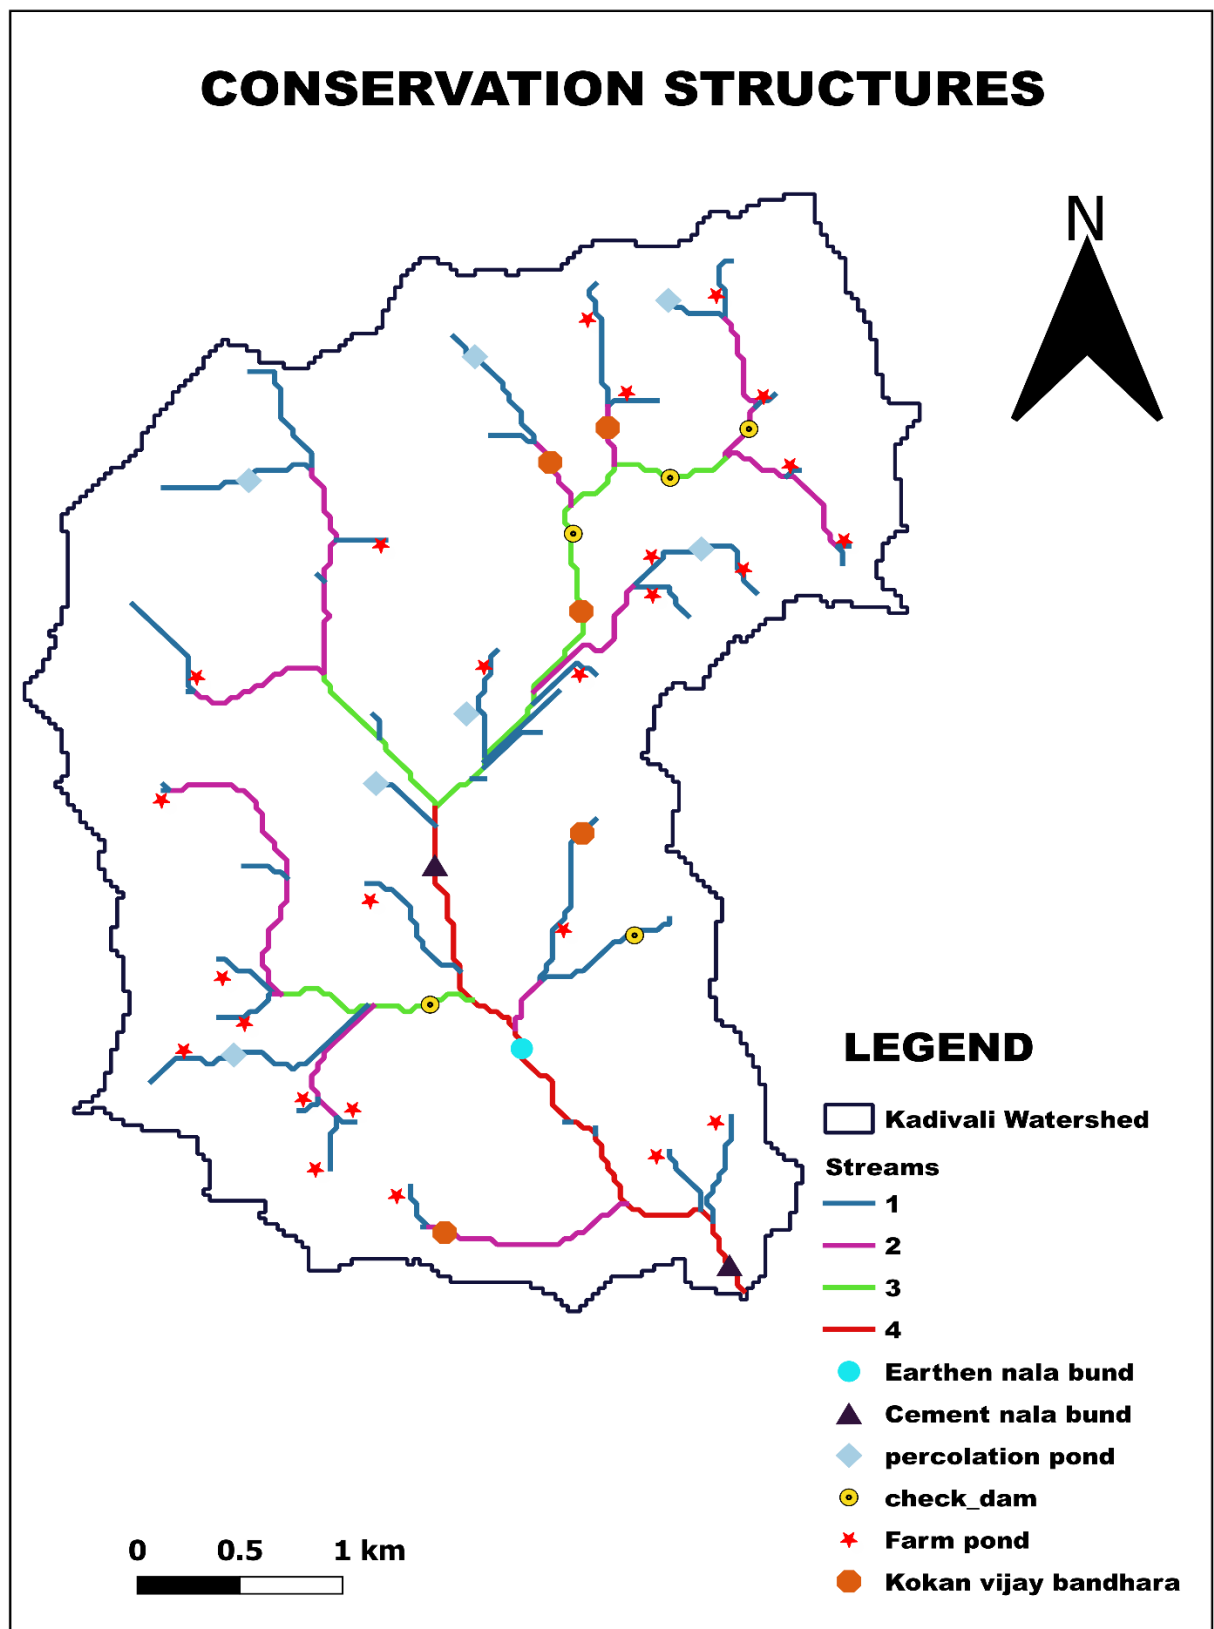 CONSERVATION STRUCTURES
N
LEGEND
Kadivali Watershed
Streams
1
2
3
4
Earthen nala bund
Cement nala bund
percolation pond
check_dam
Farm pond
Kokan vijay bandhara
0 0.5 1 km